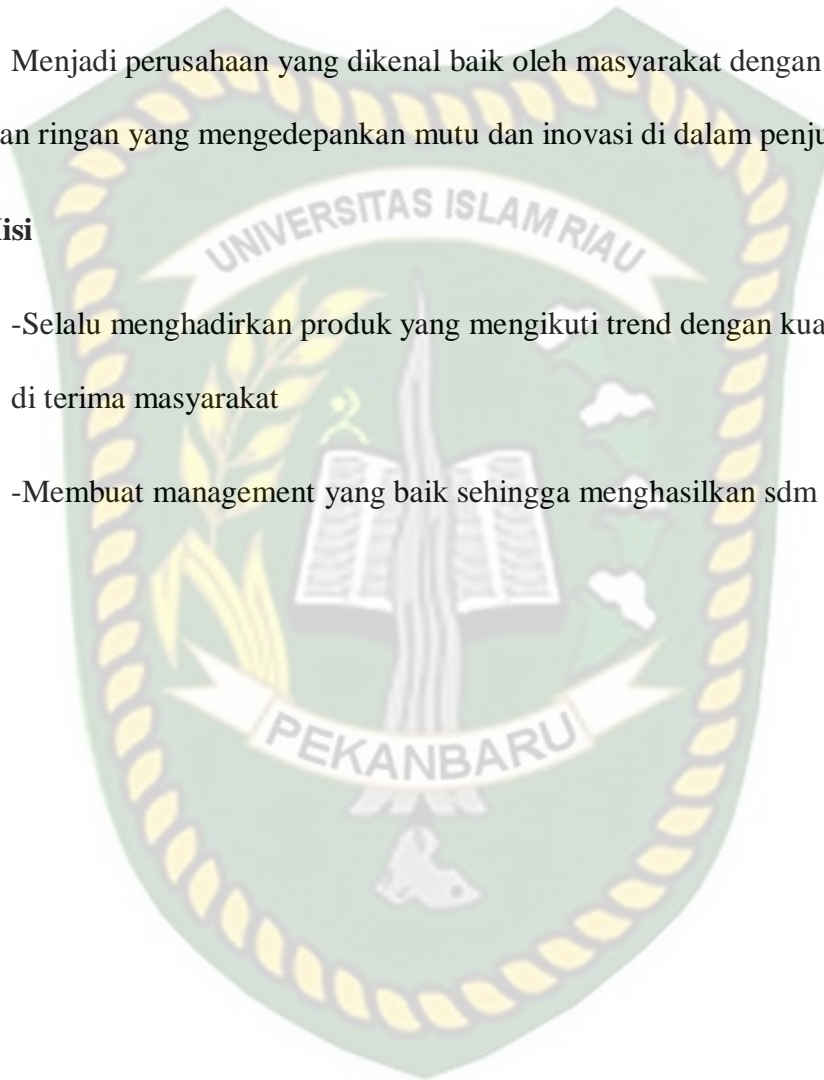 Menjadi perusahaan yang dikenal baik oleh masyarakat dengan
an ringan yang mengedepankan mutu dan inovasi di dalam penju
UNIVERSITAS ISLAM RIAU
isi
-Selalu menghadirkan produk yang mengikuti trend dengan kua
di terima masyarakat
-Membuat management yang baik sehingga menghasilkan sdm
PEKANBARU